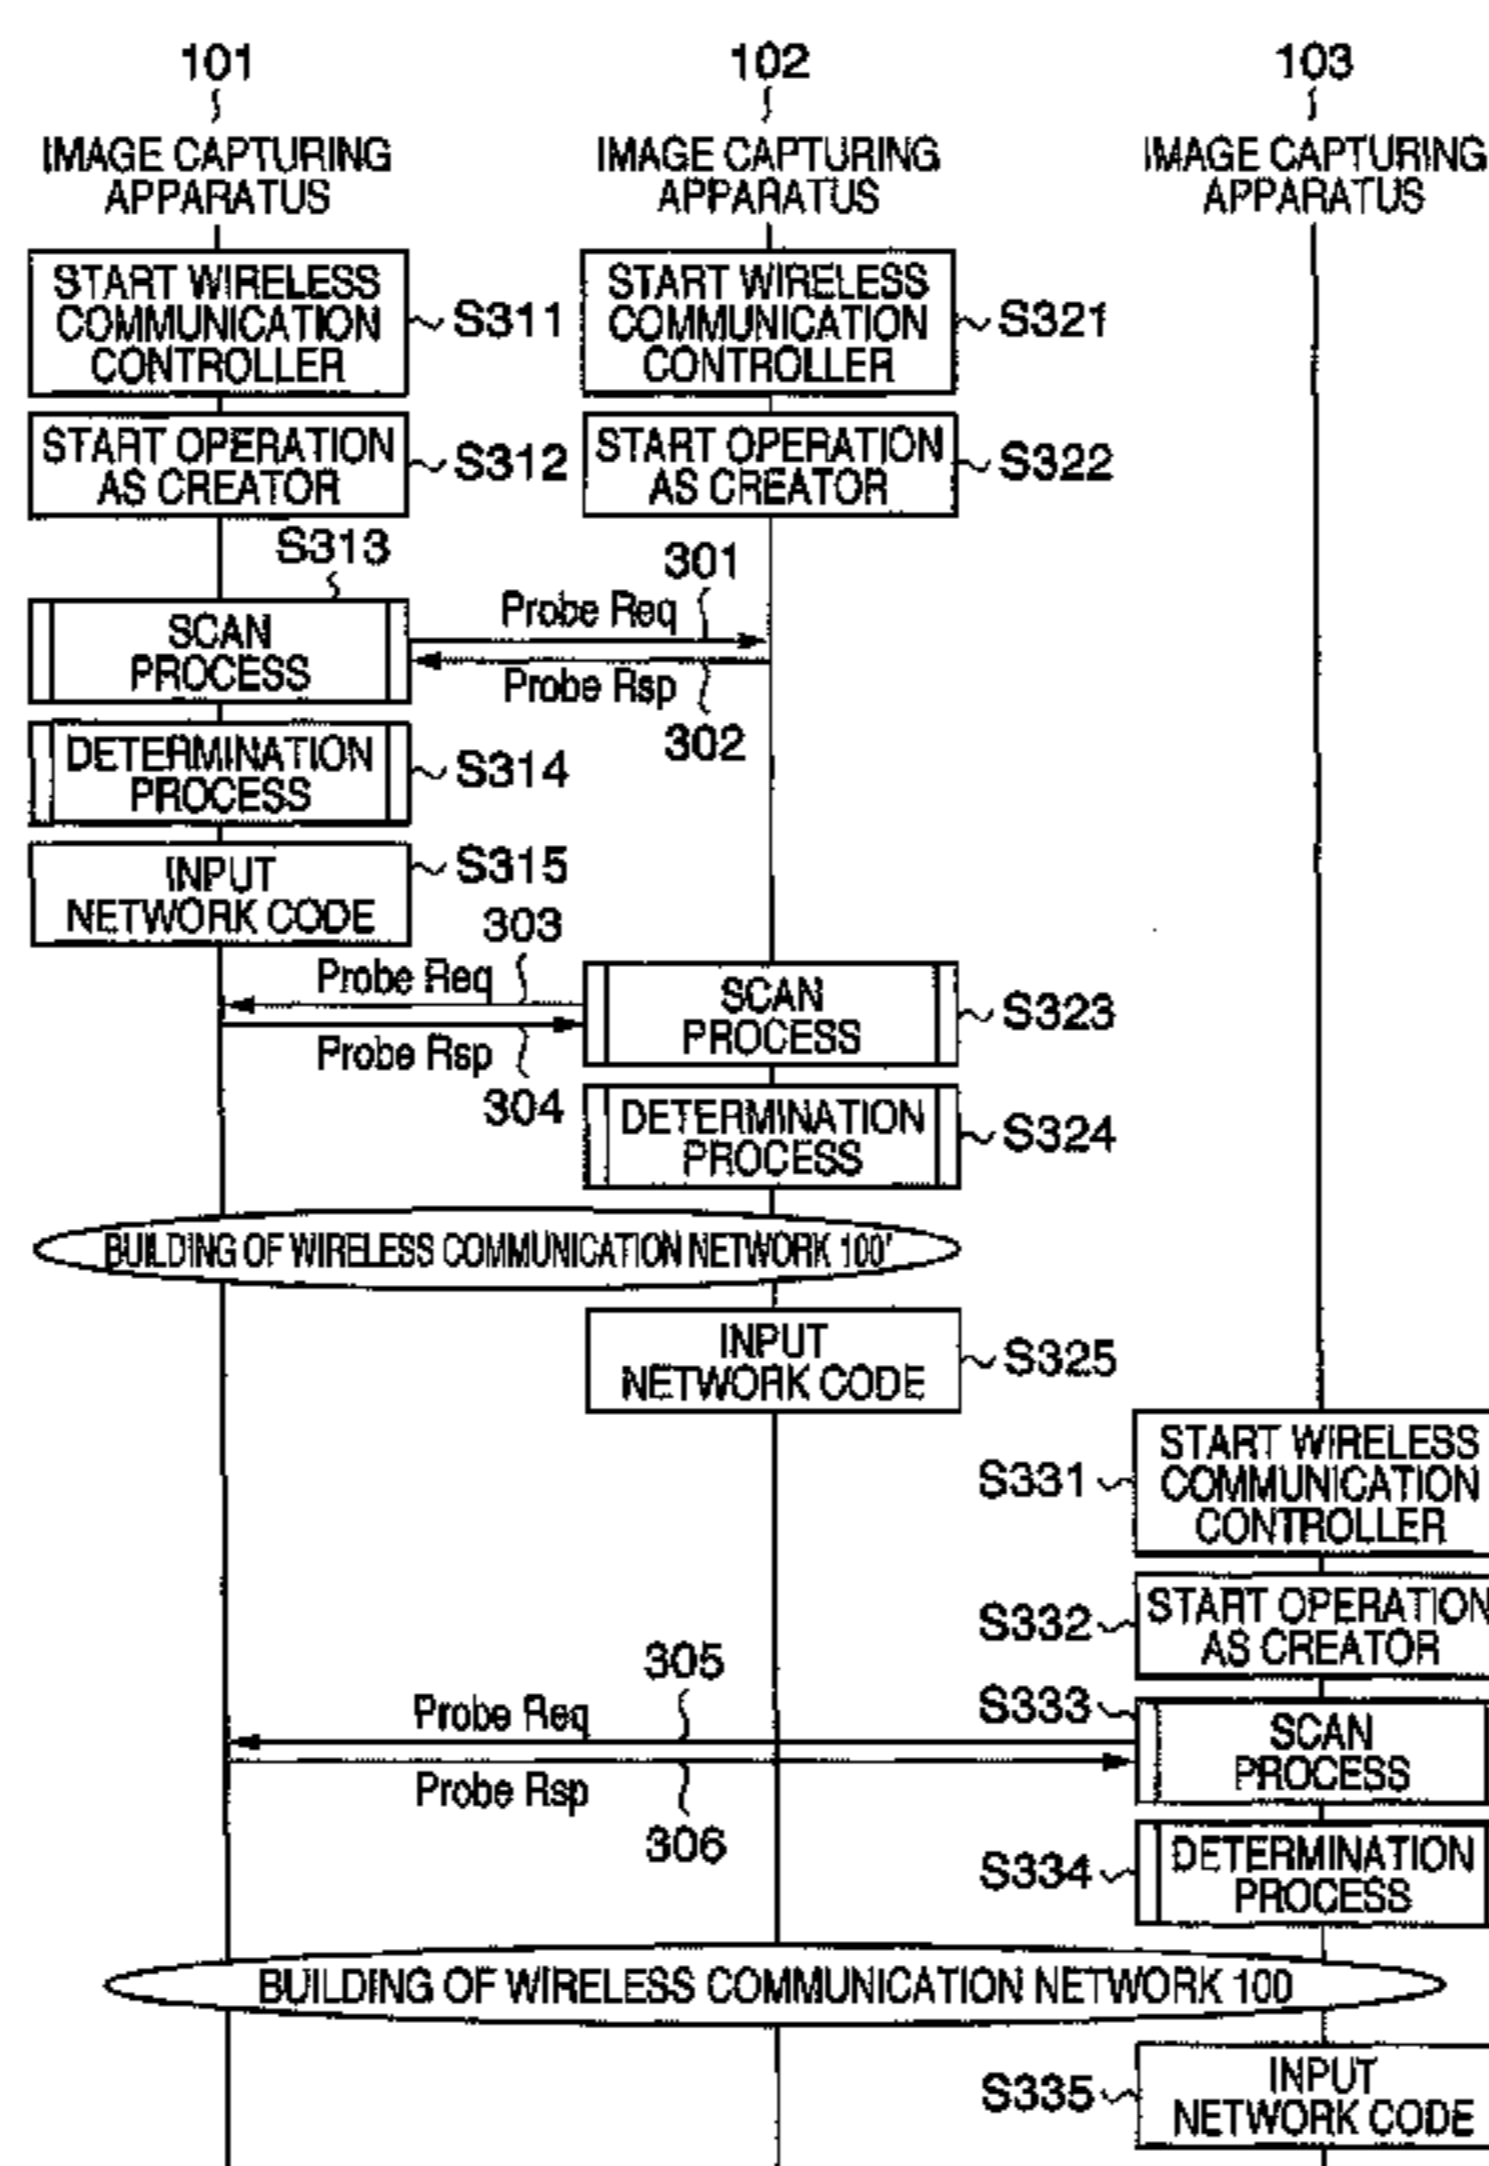 101
102
103
IMAGE CAPTURING
APPARATUS
IMAGE CAPTURING
APPARATUS
IMAGE CAPTURING
APPARATUS
START WIRELESS
COMMUNICATION
CONTROLLER
S311
START WIRELESS
COMMUNICATION
CONTROLLER
S321
START OPERATION
AS CREATOR
S312
START OPERATION
AS CREATOR
S322
S313
SCAN
PROCESS
301
Probe Req
Probe Rsp
302
DETERMINATION
PROCESS
S314
INPUT
NETWORK CODE
S315
303
Probe Req
Probe Rsp
304
SCAN
PROCESS
S323
DETERMINATION
PROCESS
S324
BUILDING OF WIRELESS COMMUNICATION NETWORK 100'
INPUT
NETWORK CODE
S325
S331
START WIRELESS
COMMUNICATION
CONTROLLER
S332
START OPERATION
AS CREATOR
305
Probe Req
Probe Rsp
306
S333
SCAN
PROCESS
S334
DETERMINATION
PROCESS
BUILDING OF WIRELESS COMMUNICATION NETWORK 100
S335
INPUT
NETWORK CODE